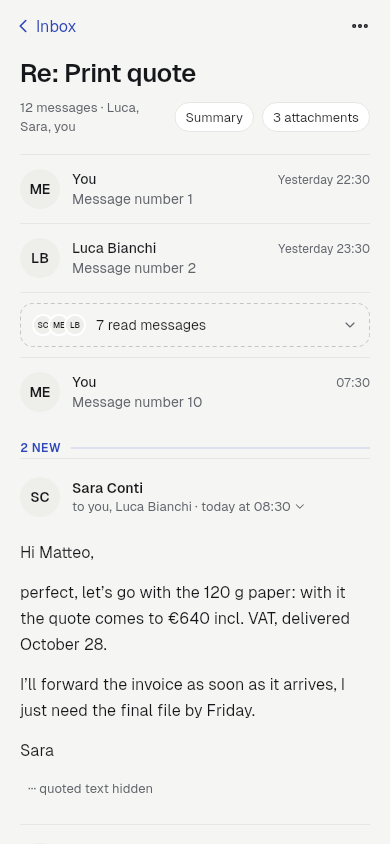 Inbox
Re: Print quote
12 messages · Luca,
Sara, you
Summary
3 attachments
ME
You
Yesterday 22:30
Message number 1
LB
Luca Bianchi
Yesterday 23:30
Message number 2
SC ME LB
7 read messages
ME
You
07:30
Message number 10
2 NEW
SC
Sara Conti
to you, Luca Bianchi · today at 08:30
Hi Matteo,
perfect, let’s go with the 120 g paper: with it
the quote comes to €640 incl. VAT, delivered
October 28.
I’ll forward the invoice as soon as it arrives, I
just need the final file by Friday.
Sara
··· quoted text hidden